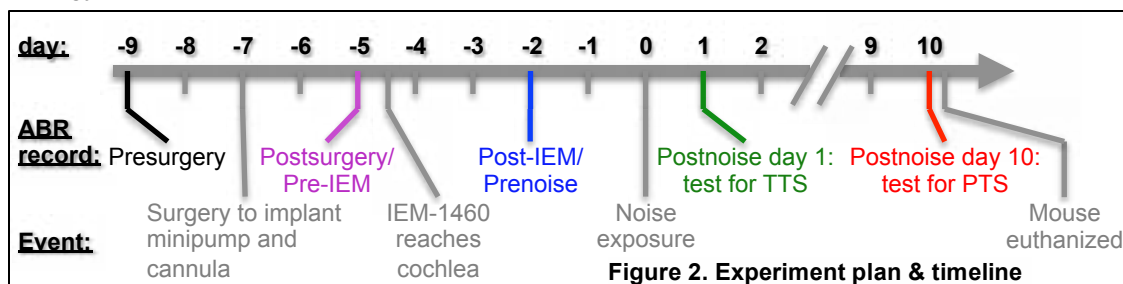 day: -9 -8 -7 -6 -5 -4 -3 -2 -1 0 1 2 9 10
ABR
record: Presurgery Postsurgery/ Post-IEM/ Postnoise day 1: Postnoise day 10:
Pre-IEM Prenoise test for TTS test for PTS
Surgery to implant IEM-1460 Noise Mouse
Event: minipump and reaches exposure euthanized
cannula cochlea
Figure 2. Experiment plan & timeline